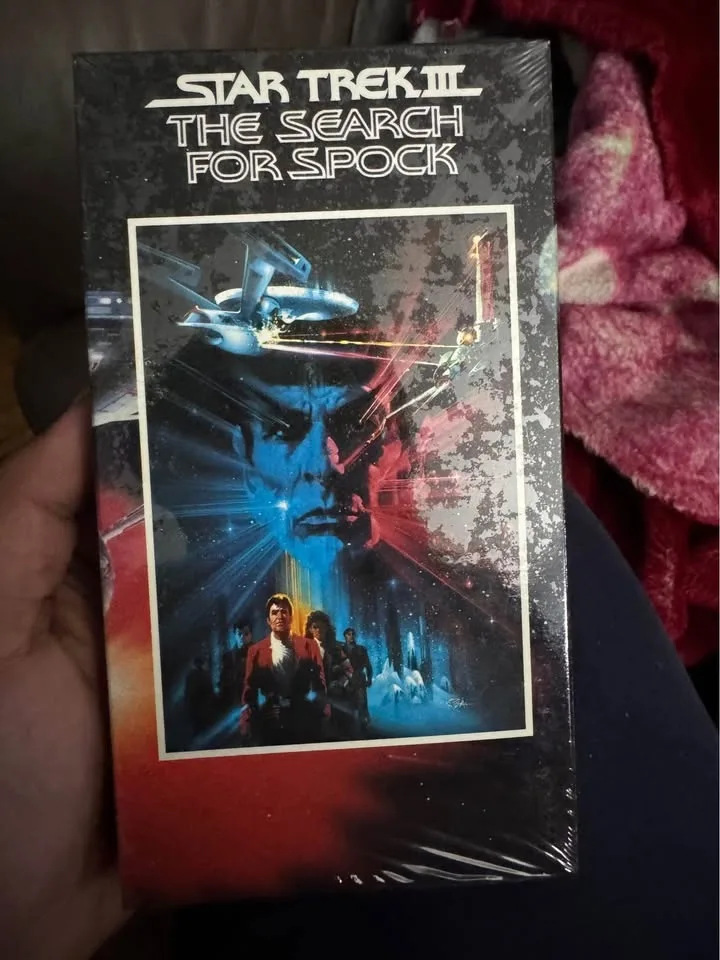 STAR TREK III
THE SEARCH
FOR SPOCK